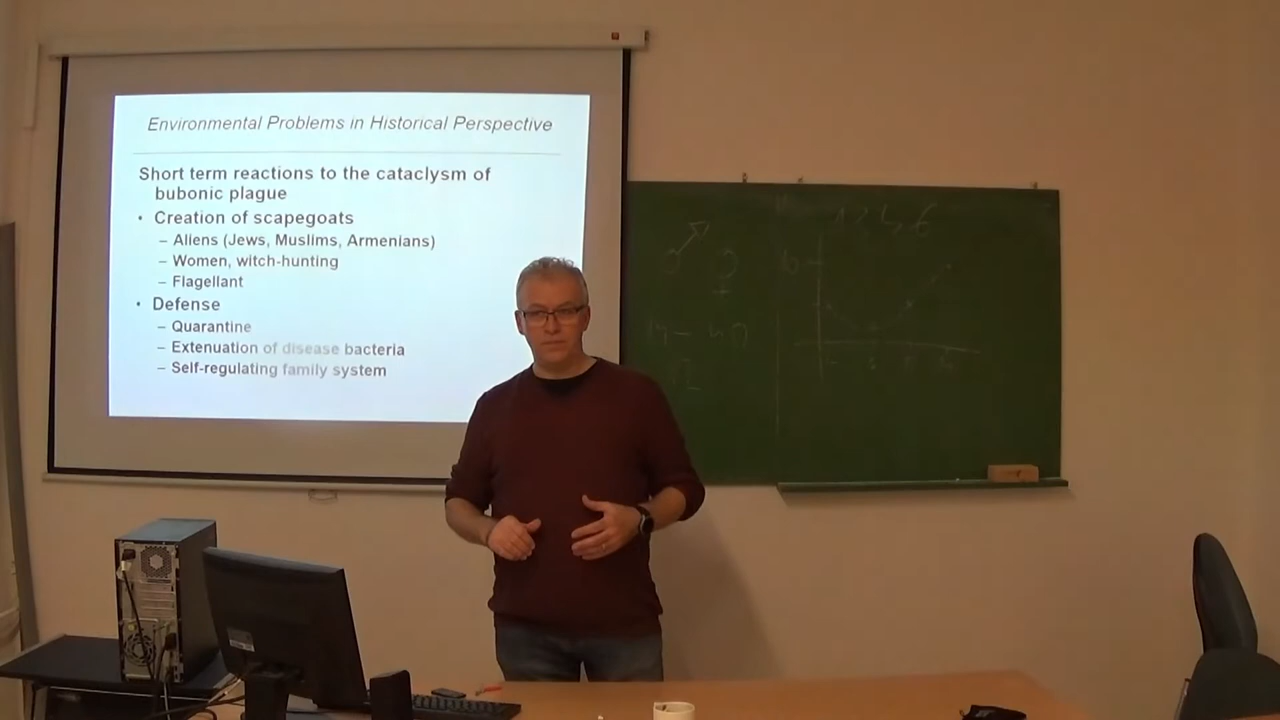 Environmental Problems in Historical Perspective
Short term reactions to the cataclysm of
bubonic plague
• Creation of scapegoats
– Aliens (Jews, Muslims, Armenians)
– Women, witch-hunting
– Flagellant
• Defense
– Quarantine
– Extenuation of disease bacteria
– Self-regulating family system